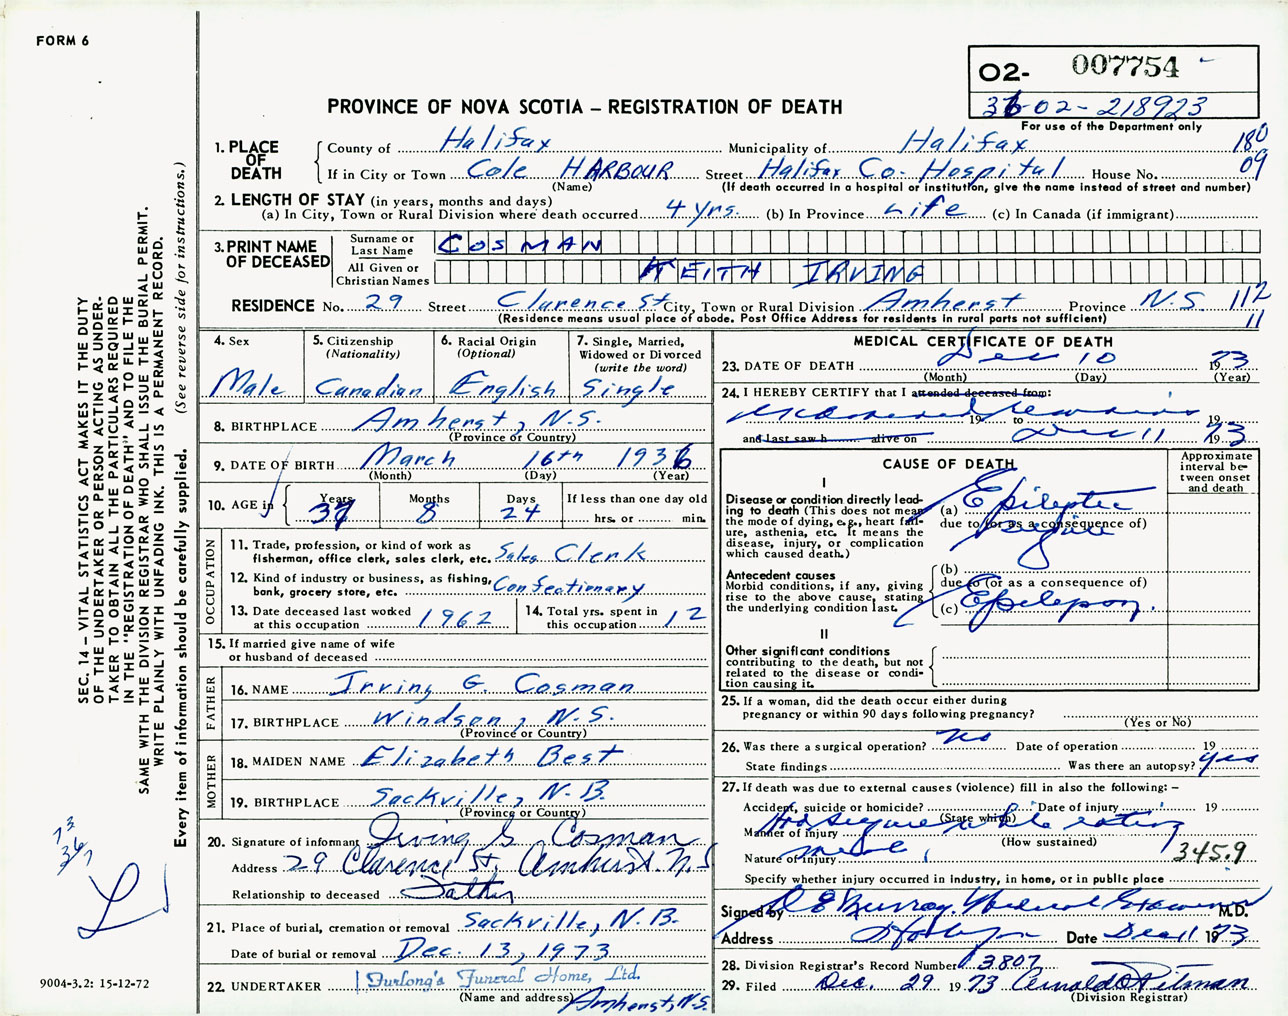 FORM 6
O2- 007754
3602-218923
For use of the Department only
PROVINCE OF NOVA SCOTIA – REGISTRATION OF DEATH
1. PLACE OF DEATH
County of Halifax Municipality of Halifax 180
If in City or Town Cole HARBOUR Street Halifax Co. Hospital House No. 09
(Name) (If death occurred in a hospital or institution, give the name instead of street and number)
2. LENGTH OF STAY (in years, months and days)
(a) In City, Town or Rural Division where death occurred 4 yrs. (b) In Province Life (c) In Canada (if immigrant)
3. PRINT NAME OF DECEASED
Surname or Last Name COSMAN
All Given or Christian Names KEITH IRVING
RESIDENCE No. 29 Street Clarence St City, Town or Rural Division Amherst Province N.S. 112
(Residence means usual place of abode. Post Office Address for residents in rural parts not sufficient) 11
4. Sex Male
5. Citizenship (Nationality) Canadian
6. Racial Origin (Optional) English
7. Single, Married, Widowed or Divorced (write the word) Single
8. BIRTHPLACE Amherst, N.S.
(Province or Country)
9. DATE OF BIRTH March 16th 1936
(Month) (Day) (Year)
10. AGE in Years 37 Months 8 Days 24 If less than one day old hrs. or min.
OCCUPATION
11. Trade, profession, or kind of work as fisherman, office clerk, sales clerk, etc. Sales Clerk
12. Kind of industry or business, as fishing, bank, grocery store, etc. Confectionary
13. Date deceased last worked at this occupation 1962
14. Total yrs. spent in this occupation 12
15. If married give name of wife or husband of deceased
FATHER
16. NAME Irving G. Cosman
17. BIRTHPLACE Windsor, N.S.
(Province or Country)
MOTHER
18. MAIDEN NAME Elizabeth Best
19. BIRTHPLACE Sackville, N.B.
(Province or Country)
20. Signature of informant Irving G. Cosman
Address 29 Clarence St. Amherst N.S
Relationship to deceased Father
21. Place of burial, cremation or removal Sackville, N.B.
Date of burial or removal Dec. 13, 1973
22. UNDERTAKER Furlong's Funeral Home, Ltd.
(Name and address) Amherst, N.S.
MEDICAL CERTIFICATE OF DEATH
23. DATE OF DEATH Dec 10 1973
(Month) (Day) (Year)
24. I HEREBY CERTIFY that I attended deceased from:
19 to
and last saw h alive on Dec 11 1973
CAUSE OF DEATH
Approximate interval between onset and death
I
Disease or condition directly leading to death (This does not mean the mode of dying, e.g., heart failure, asthenia, etc. It means the disease, injury, or complication which caused death.)
(a) Epileptic
due to (or as a consequence of)
Antecedent causes
Morbid conditions, if any, giving rise to the above cause, stating the underlying condition last.
(b)
due to (or as a consequence of)
(c) Epilepsy.
II
Other significant conditions contributing to the death, but not related to the disease or condition causing it.
25. If a woman, did the death occur either during pregnancy or within 90 days following pregnancy?
(Yes or No)
26. Was there a surgical operation? no Date of operation 19
State findings Was there an autopsy? yes
27. If death was due to external causes (violence) fill in also the following: –
Accident, suicide or homicide? Date of injury 19
(State which)
Manner of injury Had seizure while eating
(How sustained)
Nature of injury meal. 345.9
Specify whether injury occurred in industry, in home, or in public place
Signed by D E Murray. Medical Examiner M.D.
Address Date Dec 11 1973
28. Division Registrar's Record Number 3807
29. Filed Dec. 29 1973 Arnold Pitman
(Division Registrar)
SEC. 14 – VITAL STATISTICS ACT MAKES IT THE DUTY
OF THE UNDERTAKER OR PERSON ACTING AS UNDER-
TAKER TO OBTAIN ALL THE PARTICULARS REQUIRED
IN THE "REGISTRATION OF DEATH" AND TO FILE THE
SAME WITH THE DIVISION REGISTRAR WHO SHALL ISSUE THE BURIAL PERMIT.
WRITE PLAINLY WITH UNFADING INK. THIS IS A PERMANENT RECORD.
Every item of information should be carefully supplied. (See reverse side for instructions.)
73
36
9004-3.2: 15-12-72